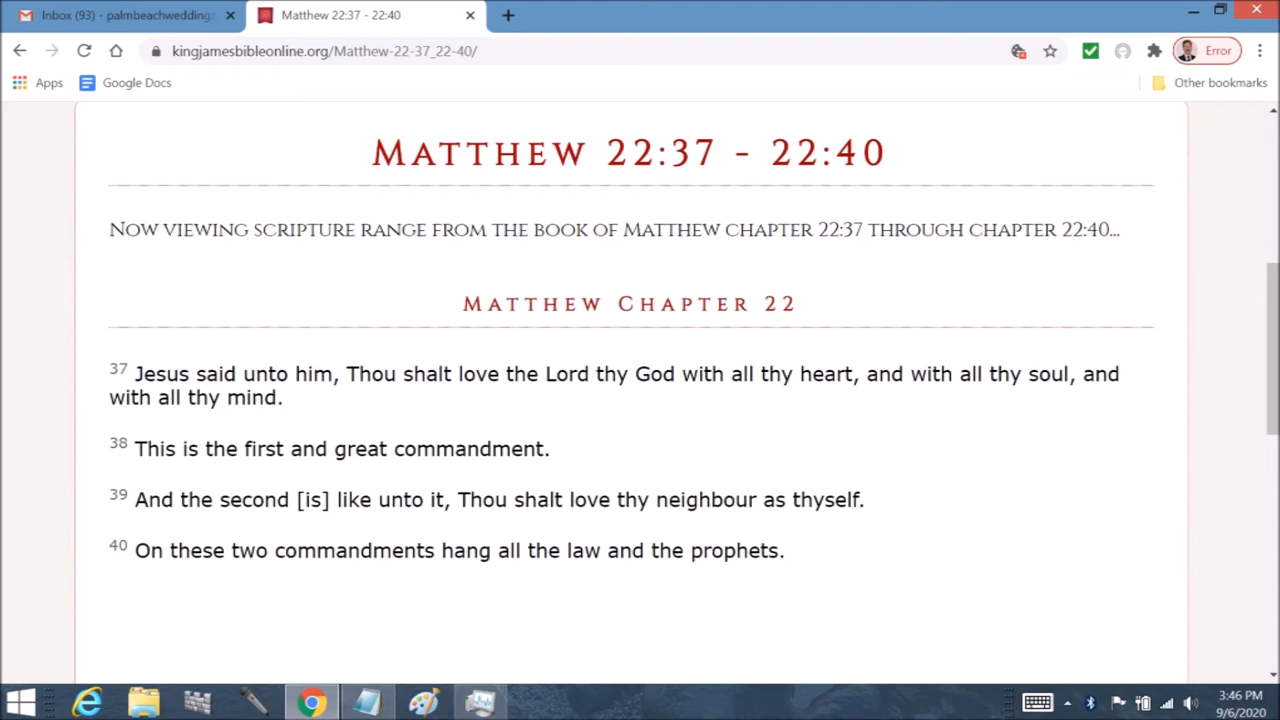 Inbox (93) - palmbeachweddings
Matthew 22:37 - 22:40
kingjamesbibleonline.org/Matthew-22-37_22-40/
Error
Apps
Google Docs
Other bookmarks
Matthew 22:37 - 22:40
Now viewing scripture range from the book of Matthew chapter 22:37 through chapter 22:40...
Matthew Chapter 22
37 Jesus said unto him, Thou shalt love the Lord thy God with all thy heart, and with all thy soul, and
with all thy mind.
38 This is the first and great commandment.
39 And the second [is] like unto it, Thou shalt love thy neighbour as thyself.
40 On these two commandments hang all the law and the prophets.
3:46 PM
9/6/2020